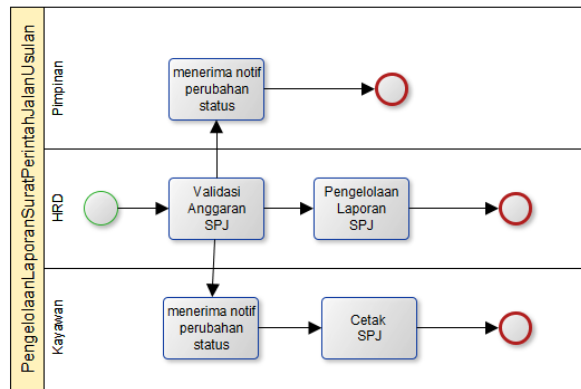 PengelolaanLaporanSuratPerintahJalanUsulan
Pimpinan
menerima notif
perubahan
status
HRD
Validasi
Anggaran
SPJ
Pengelolaan
Laporan
SPJ
Kayawan
menerima notif
perubahan
status
Cetak
SPJ